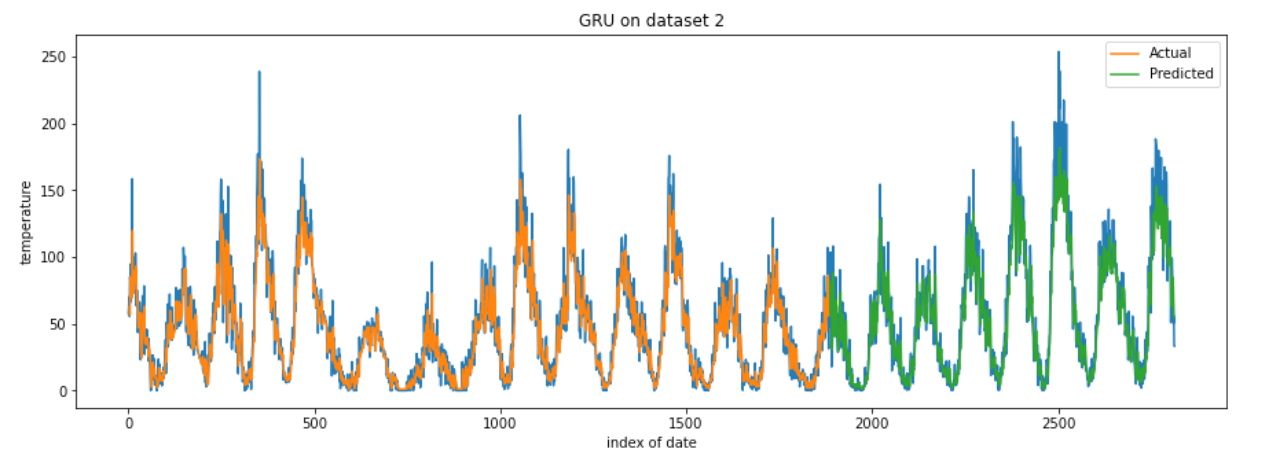 GRU on dataset 2
Actual
Predicted
temperature
250
200
150
100
50
0
0 500 1000 1500 2000 2500
index of date